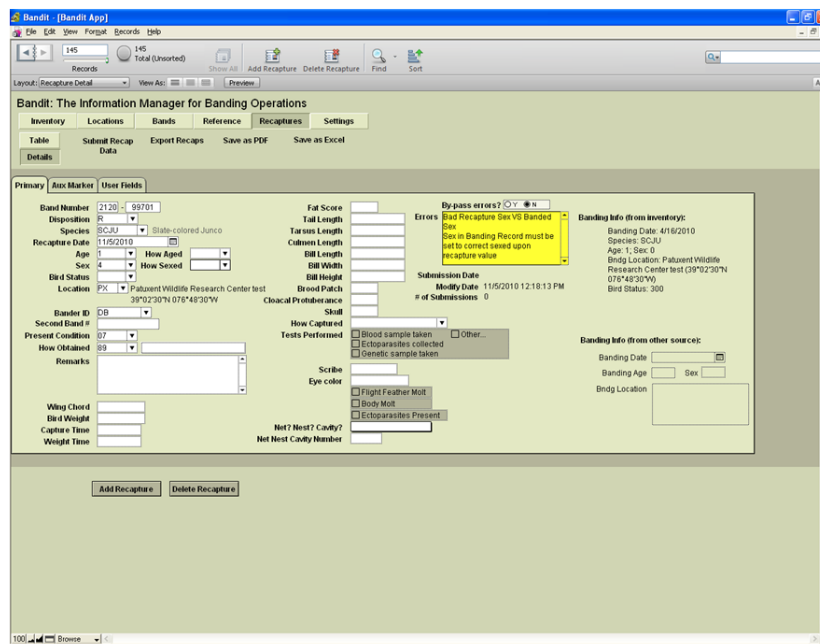 Bandit - [Bandit App]
File Edit View Format Records Help
145
145
Total (Unsorted)
Records
Show All Add Recapture Delete Recapture Find Sort
Layout: Recapture Detail View As: Preview
Bandit: The Information Manager for Banding Operations
Inventory Locations Bands Reference Recaptures Settings
Table Submit Recap Data Export Recaps Save as PDF Save as Excel
Details
Primary Aux Marker User Fields
Band Number 2120 - 99701
Disposition R
Species SCJU Slate-colored Junco
Recapture Date 11/5/2010
Age 1 How Aged
Sex 4 How Sexed
Bird Status
Location PX Patuxent Wildlife Research Center test
39°02'30"N 076°48'30"W
Bander ID DB
Second Band #
Present Condition 07
How Obtained 89
Remarks
Wing Chord
Bird Weight
Capture Time
Weight Time
Fat Score
Tail Length
Tarsus Length
Culmen Length
Bill Length
Bill Width
Bill Height
Brood Patch
Cloacal Protuberance
Skull
How Captured
Tests Performed Blood sample taken Other...
Ectoparasites collected
Genetic sample taken
Scribe
Eye color
Flight Feather Molt
Body Molt
Ectoparasites Present
Net? Nest? Cavity?
Net Nest Cavity Number
By-pass errors? Y N
Errors Bad Recapture Sex VS Banded
Sex
Sex in Banding Record must be
set to correct sexed upon
recapture value
Submission Date
Modify Date 11/5/2010 12:18:13 PM
# of Submissions 0
Banding Info (from inventory):
Banding Date: 4/16/2010
Species: SCJU
Age: 1; Sex: 0
Bndg Location: Patuxent Wildlife
Research Center test (39°02'30"N
076°48'30"W)
Bird Status: 300
Banding Info (from other source):
Banding Date
Banding Age Sex
Bndg Location
Add Recapture Delete Recapture
100 Browse